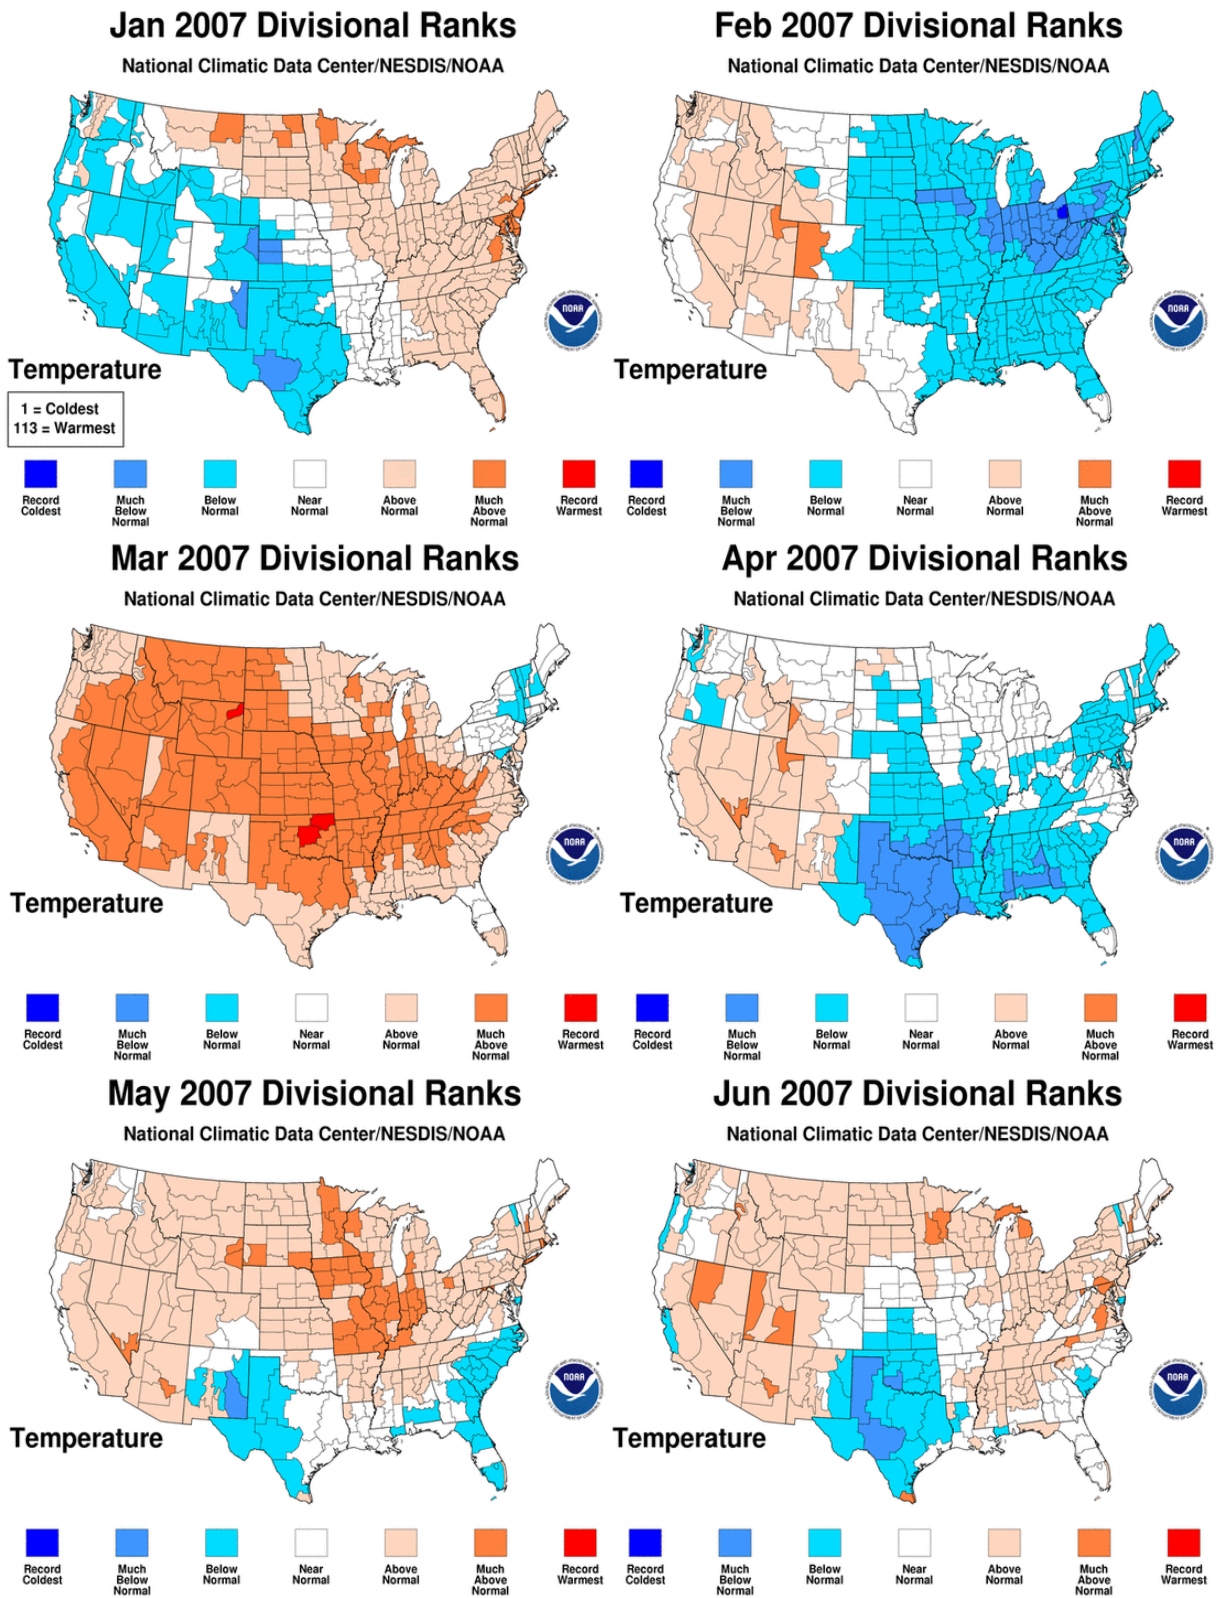 Jan 2007 Divisional Ranks
National Climatic Data Center/NESDIS/NOAA
NOAA
Temperature
1 = Coldest
113 = Warmest
Record
Coldest
Much
Below
Normal
Below
Normal
Near
Normal
Above
Normal
Much
Above
Normal
Record
Warmest
Feb 2007 Divisional Ranks
National Climatic Data Center/NESDIS/NOAA
NOAA
Temperature
Record
Coldest
Much
Below
Normal
Below
Normal
Near
Normal
Above
Normal
Much
Above
Normal
Record
Warmest
Mar 2007 Divisional Ranks
National Climatic Data Center/NESDIS/NOAA
NOAA
Temperature
Record
Coldest
Much
Below
Normal
Below
Normal
Near
Normal
Above
Normal
Much
Above
Normal
Record
Warmest
Apr 2007 Divisional Ranks
National Climatic Data Center/NESDIS/NOAA
NOAA
Temperature
Record
Coldest
Much
Below
Normal
Below
Normal
Near
Normal
Above
Normal
Much
Above
Normal
Record
Warmest
May 2007 Divisional Ranks
National Climatic Data Center/NESDIS/NOAA
NOAA
Temperature
Record
Coldest
Much
Below
Normal
Below
Normal
Near
Normal
Above
Normal
Much
Above
Normal
Record
Warmest
Jun 2007 Divisional Ranks
National Climatic Data Center/NESDIS/NOAA
NOAA
Temperature
Record
Coldest
Much
Below
Normal
Below
Normal
Near
Normal
Above
Normal
Much
Above
Normal
Record
Warmest